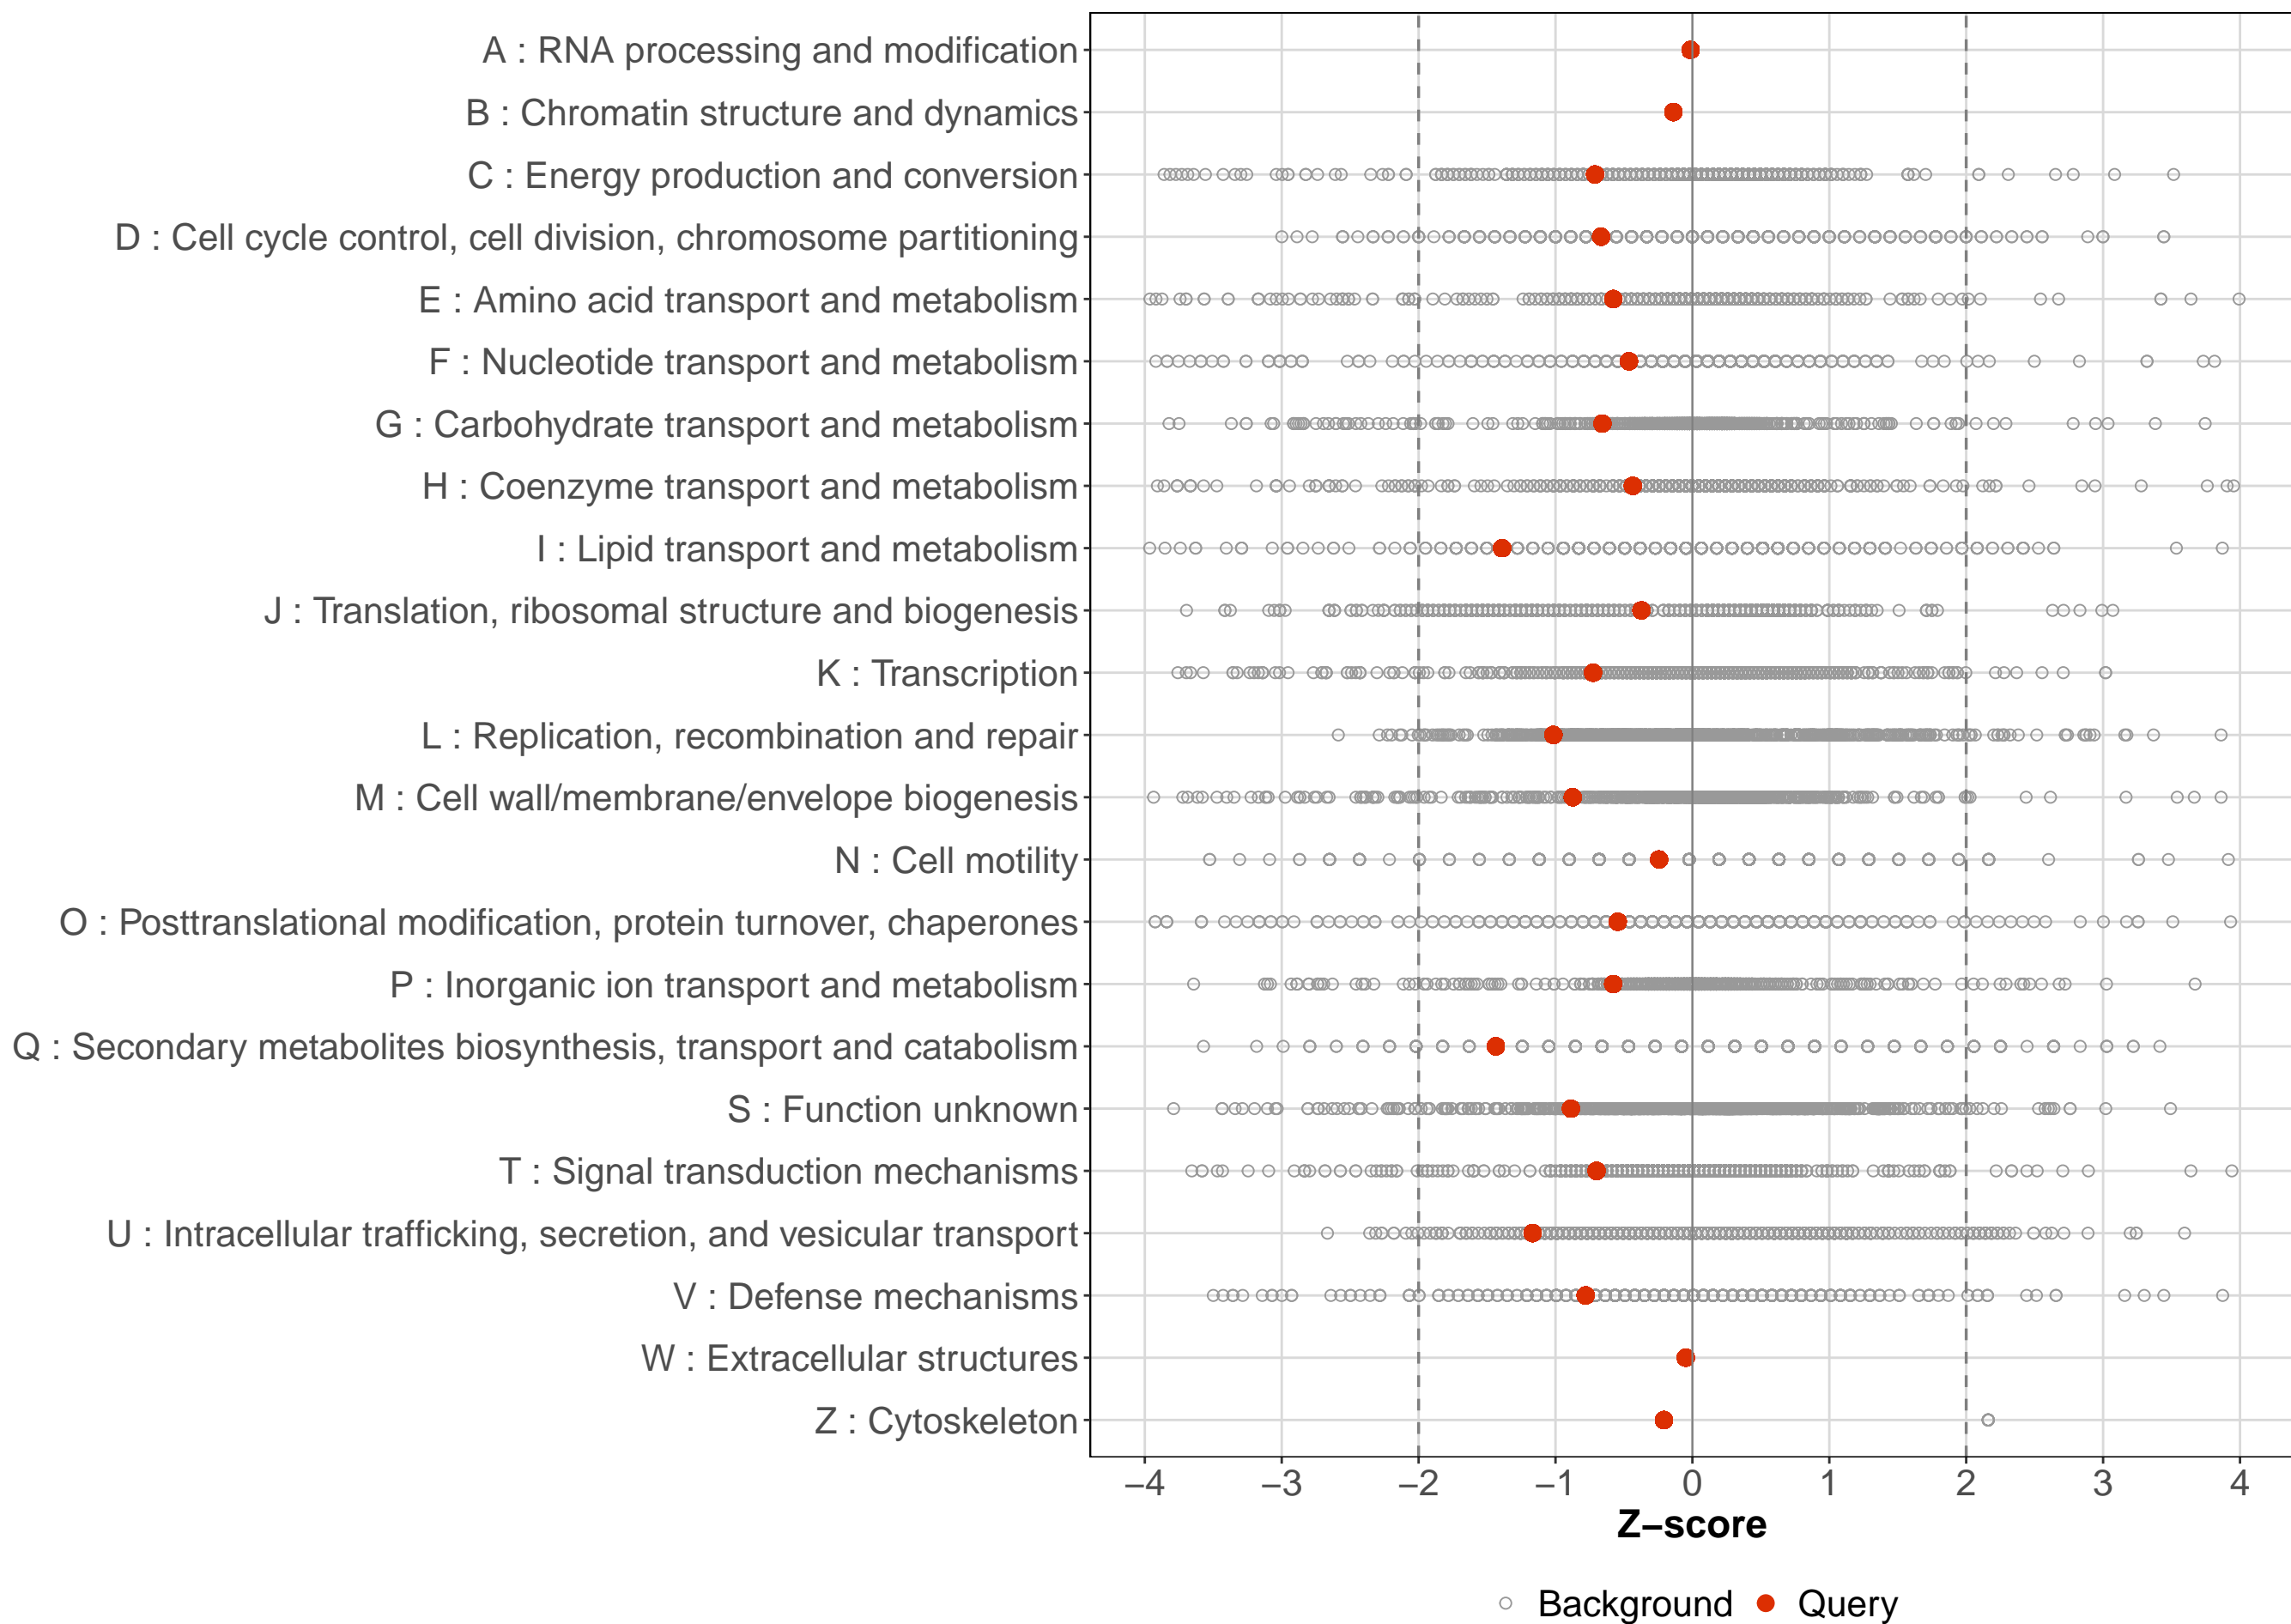 A : RNA processing and modification
B : Chromatin structure and dynamics
C : Energy production and conversion
D : Cell cycle control, cell division, chromosome partitioning
E : Amino acid transport and metabolism
F : Nucleotide transport and metabolism
G : Carbohydrate transport and metabolism
H : Coenzyme transport and metabolism
I : Lipid transport and metabolism
J : Translation, ribosomal structure and biogenesis
K : Transcription
L : Replication, recombination and repair
M : Cell wall/membrane/envelope biogenesis
N : Cell motility
O : Posttranslational modification, protein turnover, chaperones
P : Inorganic ion transport and metabolism
Q : Secondary metabolites biosynthesis, transport and catabolism
S : Function unknown
T : Signal transduction mechanisms
U : Intracellular trafficking, secretion, and vesicular transport
V : Defense mechanisms
W : Extracellular structures
Z : Cytoskeleton
−4 −3 −2 −1 0 1 2 3 4
Z−score
Background Query